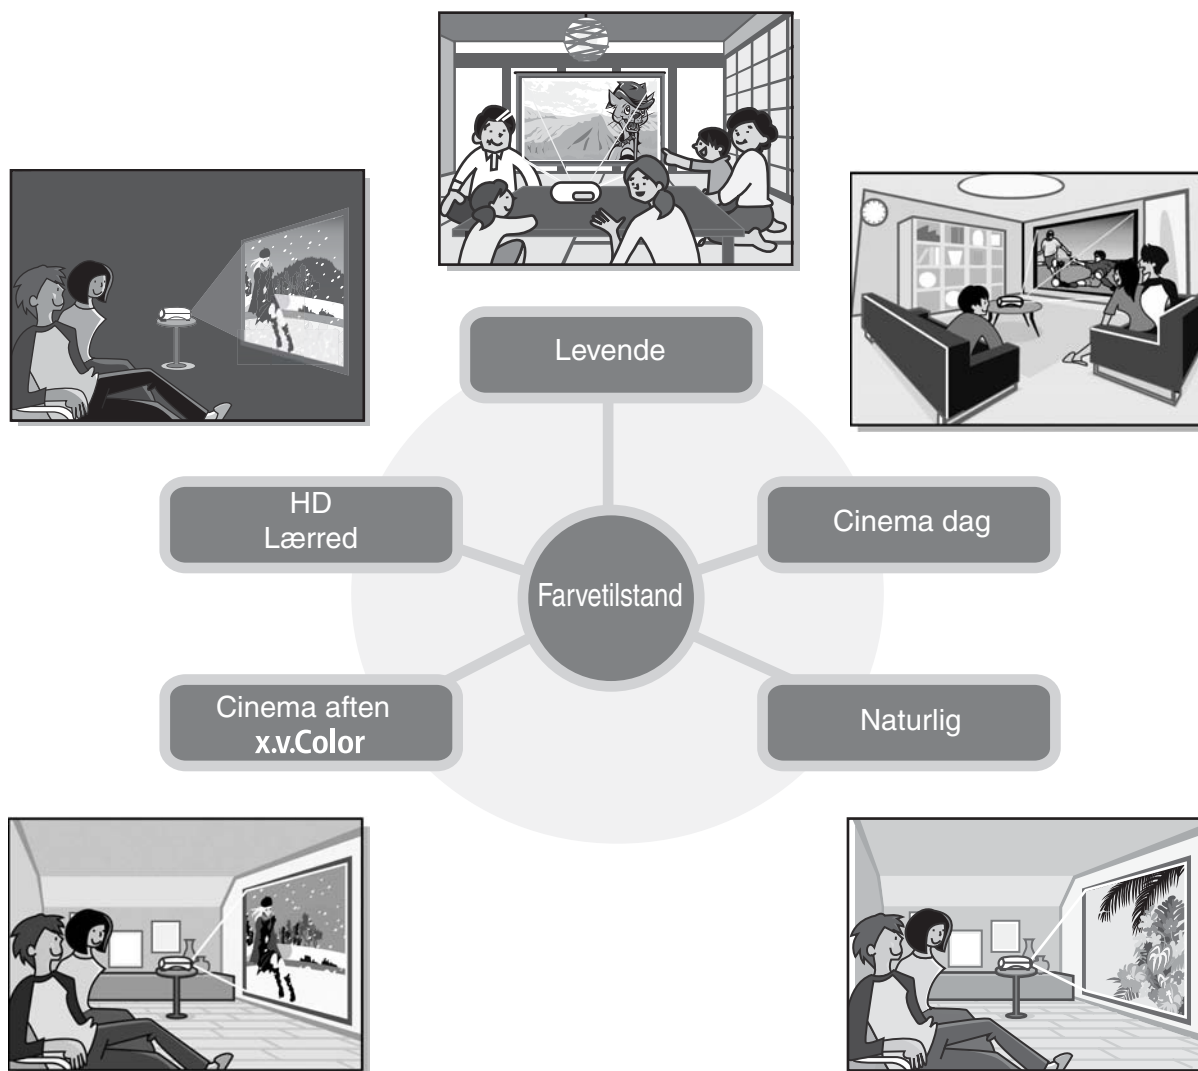 Levende
HD
Lærred
Cinema dag
Farvetilstand
Cinema aften
x.v.Color
Naturlig